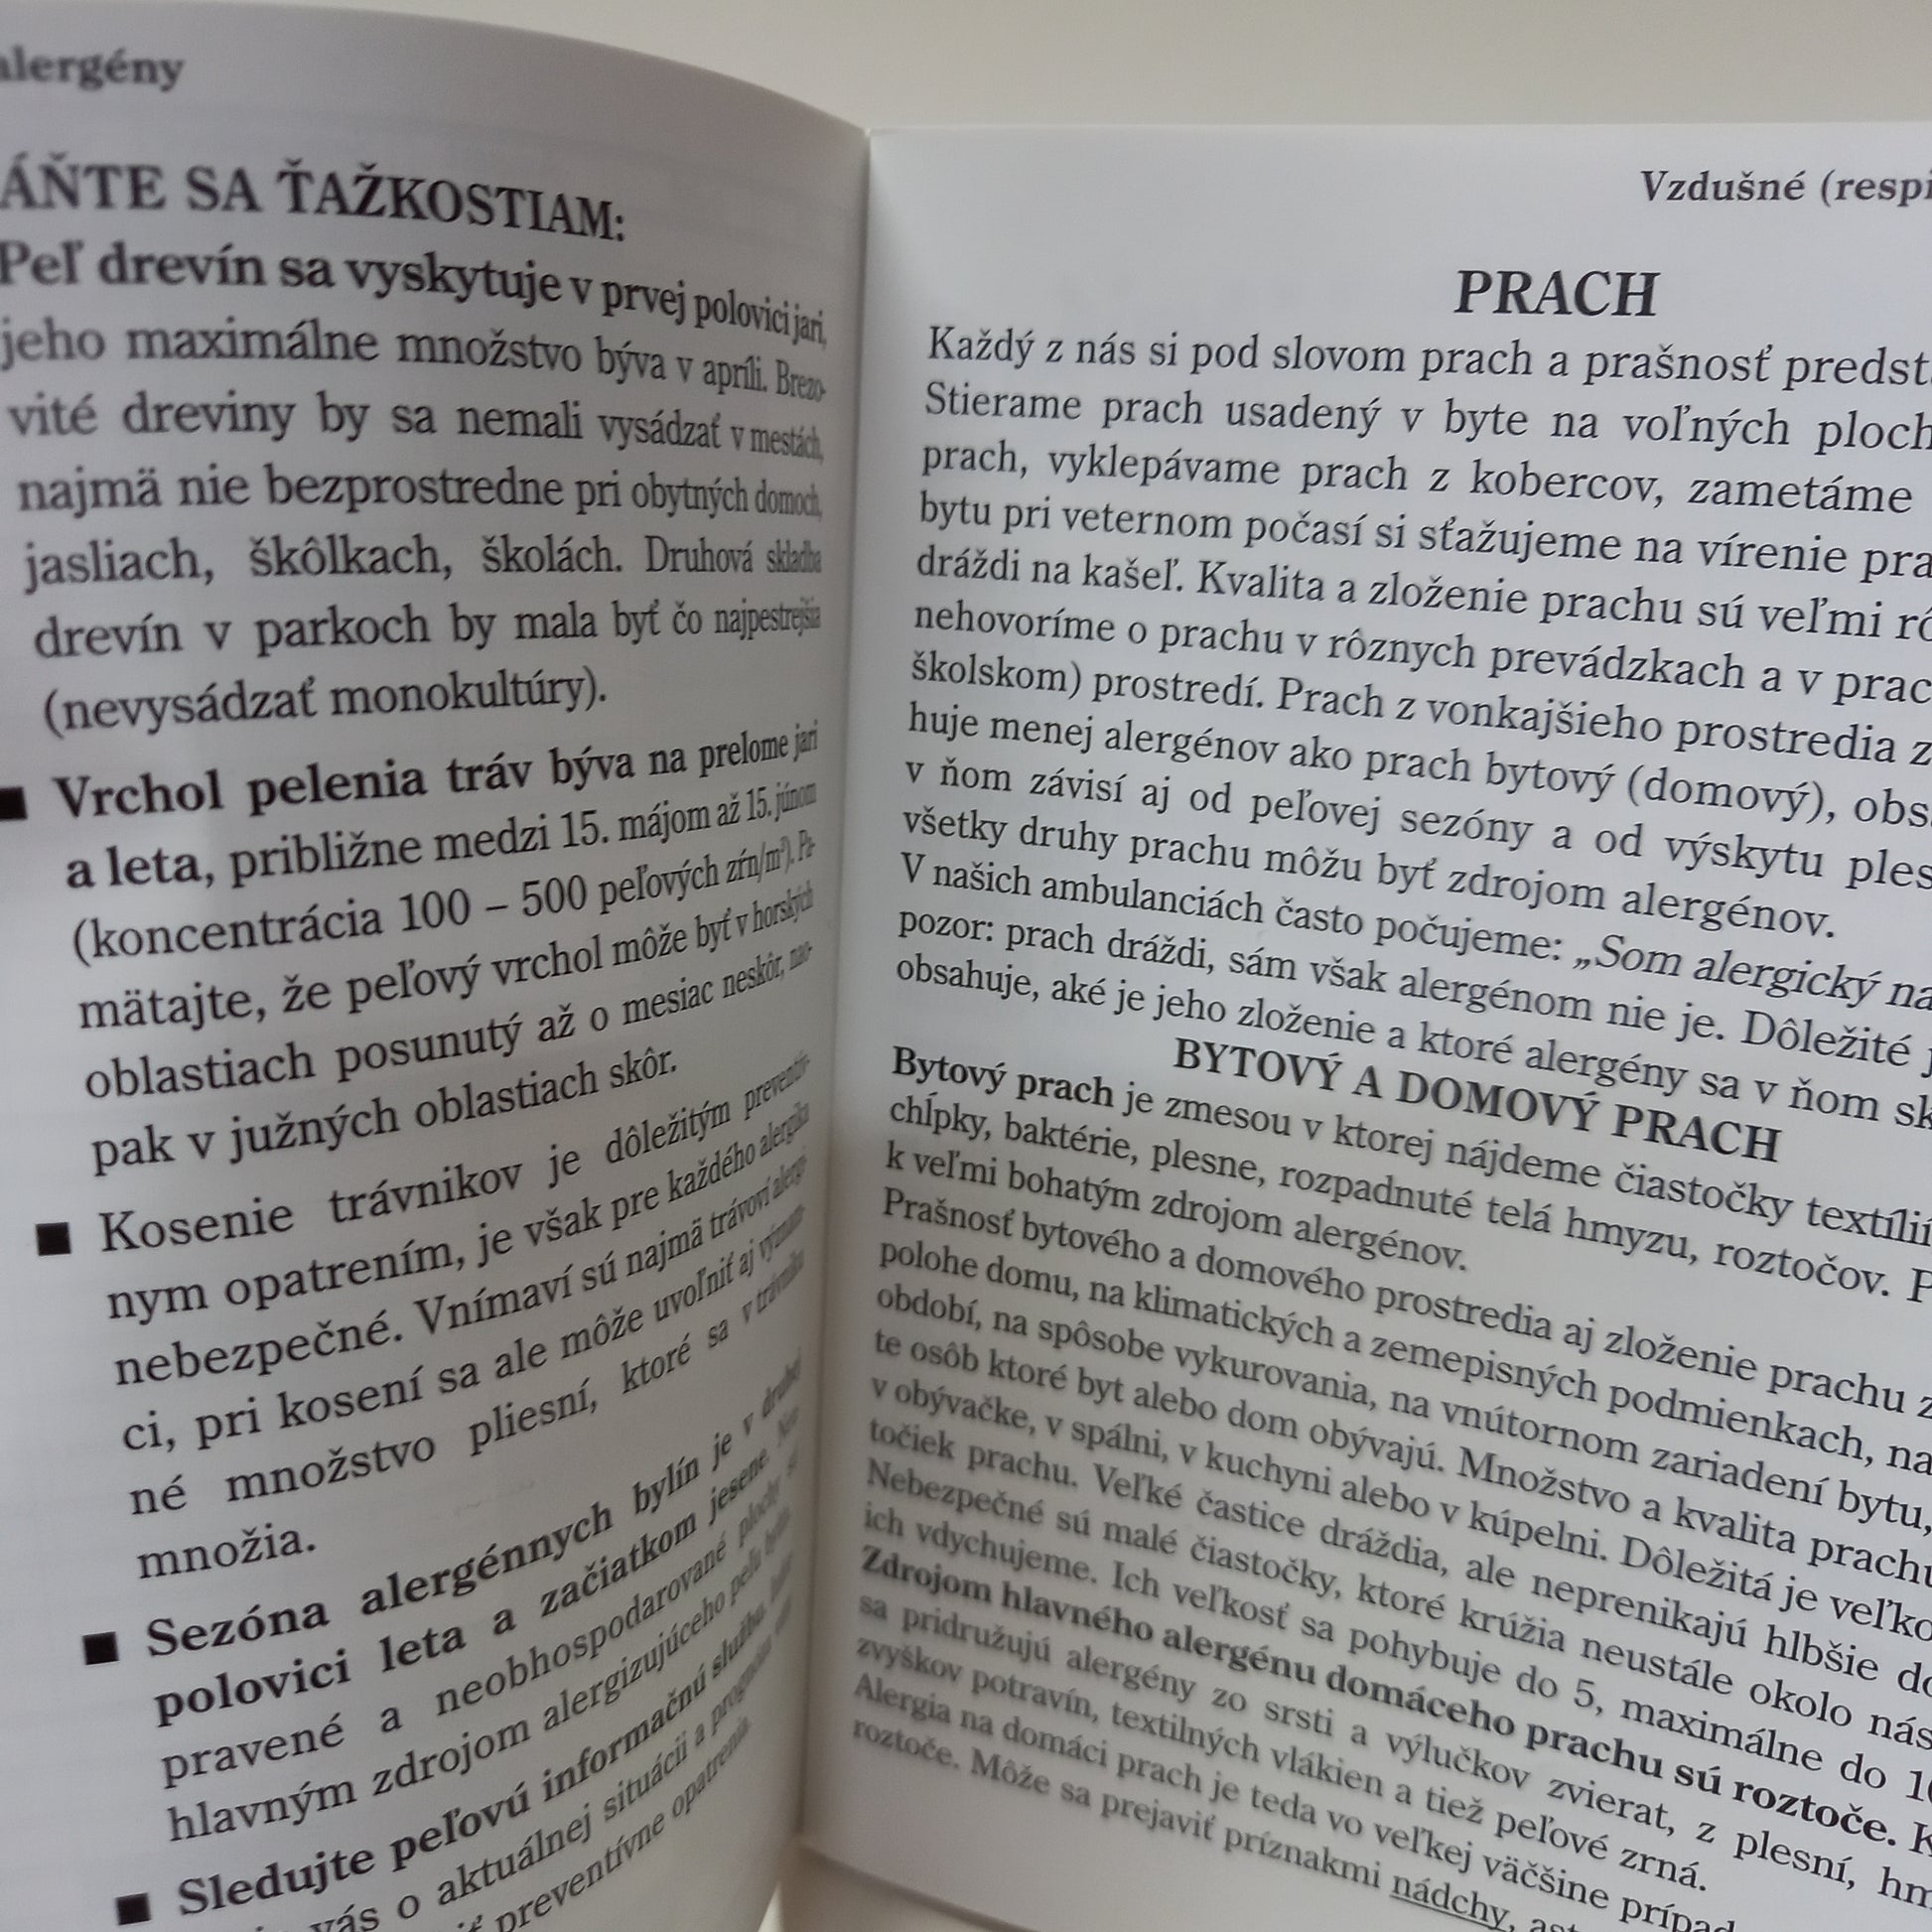 alergény
ÁŇTE SA ŤAŽKOSTIAM:
Peľ drevín sa vyskytuje v prvej polovici jari,
jeho maximálne množstvo býva v apríli. Brezo-
vité dreviny by sa nemali vysádzať v mestách,
najmä nie bezprostredne pri obytných domoch,
jasliach, škôlkach, školách. Druhová skladba
drevín v parkoch by mala byť čo najpestrejšia
(nevysádzať monokultúry).
■ Vrchol pelenia tráv býva na prelome jari
a leta, približne medzi 15. májom až 15. júnom
(koncentrácia 100 – 500 peľových zŕn/m³). Pa-
mätajte, že peľový vrchol môže byť v horských
oblastiach posunutý až o mesiac neskôr, nao-
pak v južných oblastiach skôr.
■ Kosenie trávnikov je dôležitým preventív-
nym opatrením, je však pre každého alergika
nebezpečné. Vnímaví sú najmä trávoví alergi-
ci, pri kosení sa ale môže uvoľniť aj význam-
né množstvo pliesní, ktoré sa v trávniku
množia.
■ Sezóna alergénnych bylín je v druhej
polovici leta a začiatkom jesene.
pravené a neobhospodarované plochy sú
hlavným zdrojom alergizujúceho peľu bylín.
■ Sledujte peľovú informačnú službu,
vás o aktuálnej situácii a prognóze
preventívne opatrenia.
Vzdušné (respi
PRACH
Každý z nás si pod slovom prach a prašnosť predst
Stierame prach usadený v byte na voľných ploch
prach, vyklepávame prach z kobercov, zametáme
bytu pri veternom počasí si sťažujeme na vírenie pra
dráždi na kašeľ. Kvalita a zloženie prachu sú veľmi rô
nehovoríme o prachu v rôznych prevádzkach a v prac
školskom) prostredí. Prach z vonkajšieho prostredia z
huje menej alergénov ako prach bytový (domový), obs
v ňom závisí aj od peľovej sezóny a od výskytu ples
všetky druhy prachu môžu byť zdrojom alergénov.
V našich ambulanciách často počujeme: „Som alergický na
pozor: prach dráždi, sám však alergénom nie je. Dôležité j
obsahuje, aké je jeho zloženie a ktoré alergény sa v ňom sk
BYTOVÝ A DOMOVÝ PRACH
Bytový prach je zmesou v ktorej nájdeme čiastočky textílií
chĺpky, baktérie, plesne, rozpadnuté telá hmyzu, roztočov. P
k veľmi bohatým zdrojom alergénov.
Prašnosť bytového a domového prostredia aj zloženie prachu z
polohe domu, na klimatických a zemepisných podmienkach, na
období, na spôsobe vykurovania, na vnútornom zariadení bytu,
te osôb ktoré byt alebo dom obývajú. Množstvo a kvalita prachu
v obývačke, v spálni, v kuchyni alebo v kúpelni. Dôležitá je veľko
točiek prachu. Veľké častice dráždia, ale neprenikajú hlbšie do
Nebezpečné sú malé čiastočky, ktoré krúžia neustále okolo nás
ich vdychujeme. Ich veľkosť sa pohybuje do 5, maximálne do 10
Zdrojom hlavného alergénu domáceho prachu sú roztoče. K
sa pridružujú alergény zo srsti a výlučkov zvierat, z plesní, hm
zvyškov potravín, textilných vlákien a tiež peľové zrná.
Alergia na domáci prach je teda vo veľkej väčšine prípad
roztoče. Môže sa prejaviť príznakmi nádchy, ast